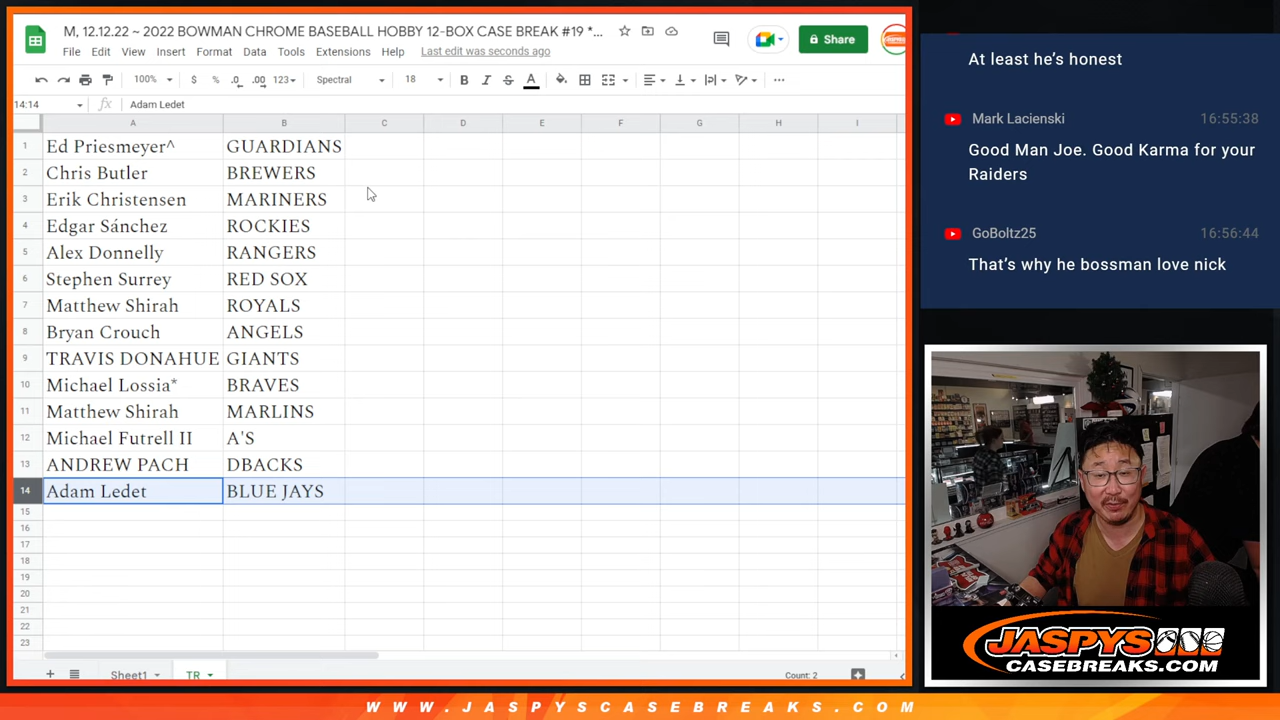 M, 12.12.22 ~ 2022 BOWMAN CHROME BASEBALL HOBBY 12-BOX CASE BREAK #19 *...
Share
File Edit View Insert Format Data Tools Extensions Help Last edit was seconds ago
100% $ % .0 .00 123 Spectral 18 B I S A
14:14 fx Adam Ledet
A B C D E F G H I
1 Ed Priesmeyer^ GUARDIANS
2 Chris Butler BREWERS
3 Erik Christensen MARINERS
4 Edgar Sánchez ROCKIES
5 Alex Donnelly RANGERS
6 Stephen Surrey RED SOX
7 Matthew Shirah ROYALS
8 Bryan Crouch ANGELS
9 TRAVIS DONAHUE GIANTS
10 Michael Lossia* BRAVES
11 Matthew Shirah MARLINS
12 Michael Futrell II A'S
13 ANDREW PACH DBACKS
14 Adam Ledet BLUE JAYS
15
16
17
18
19
20
21
22
23
Sheet1 TR Count: 2
At least he's honest
Mark Lacienski 16:55:38
Good Man Joe. Good Karma for your
Raiders
GoBoltz25 16:56:44
That's why he bossman love nick
JASPYS
CASEBREAKS.COM
WWW.JASPYSCASEBREAKS.COM